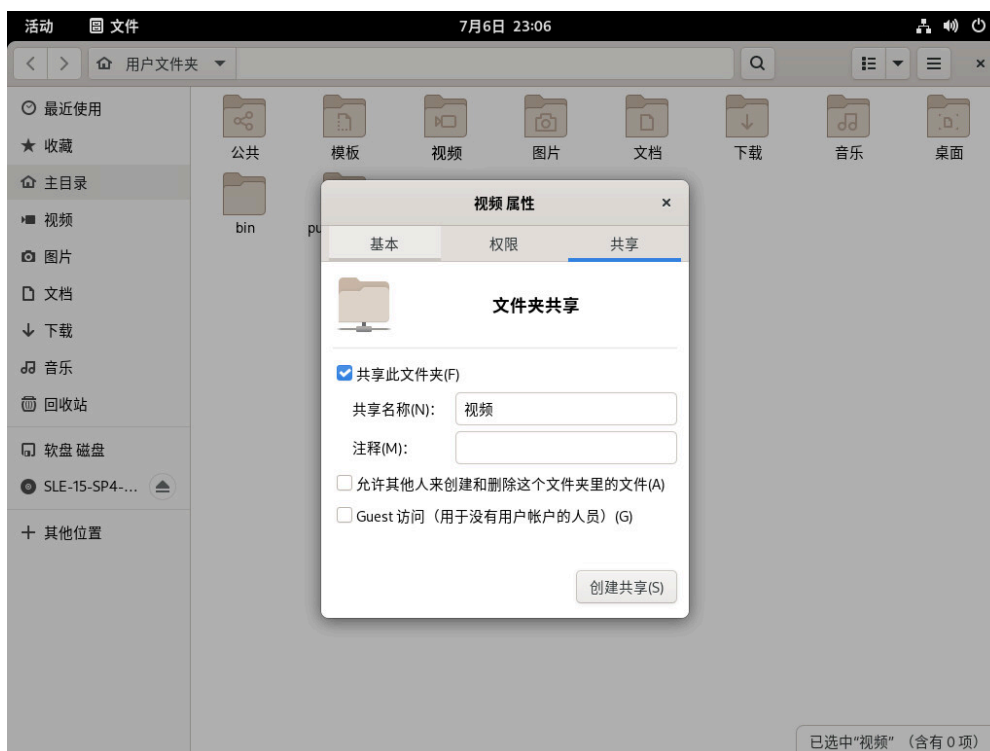 活动 文件 7月6日 23:06
用户文件夹
最近使用
收藏
主目录
视频
图片
文档
下载
音乐
回收站
软盘 磁盘
SLE-15-SP4-...
其他位置
公共 模板 视频 图片 文档 下载 音乐 桌面
bin pu
视频 属性
基本 权限 共享
文件夹共享
共享此文件夹(F)
共享名称(N)： 视频
注释(M)：
允许其他人来创建和删除这个文件夹里的文件(A)
Guest 访问（用于没有用户帐户的人员）(G)
创建共享(S)
已选中“视频” （含有 0 项）